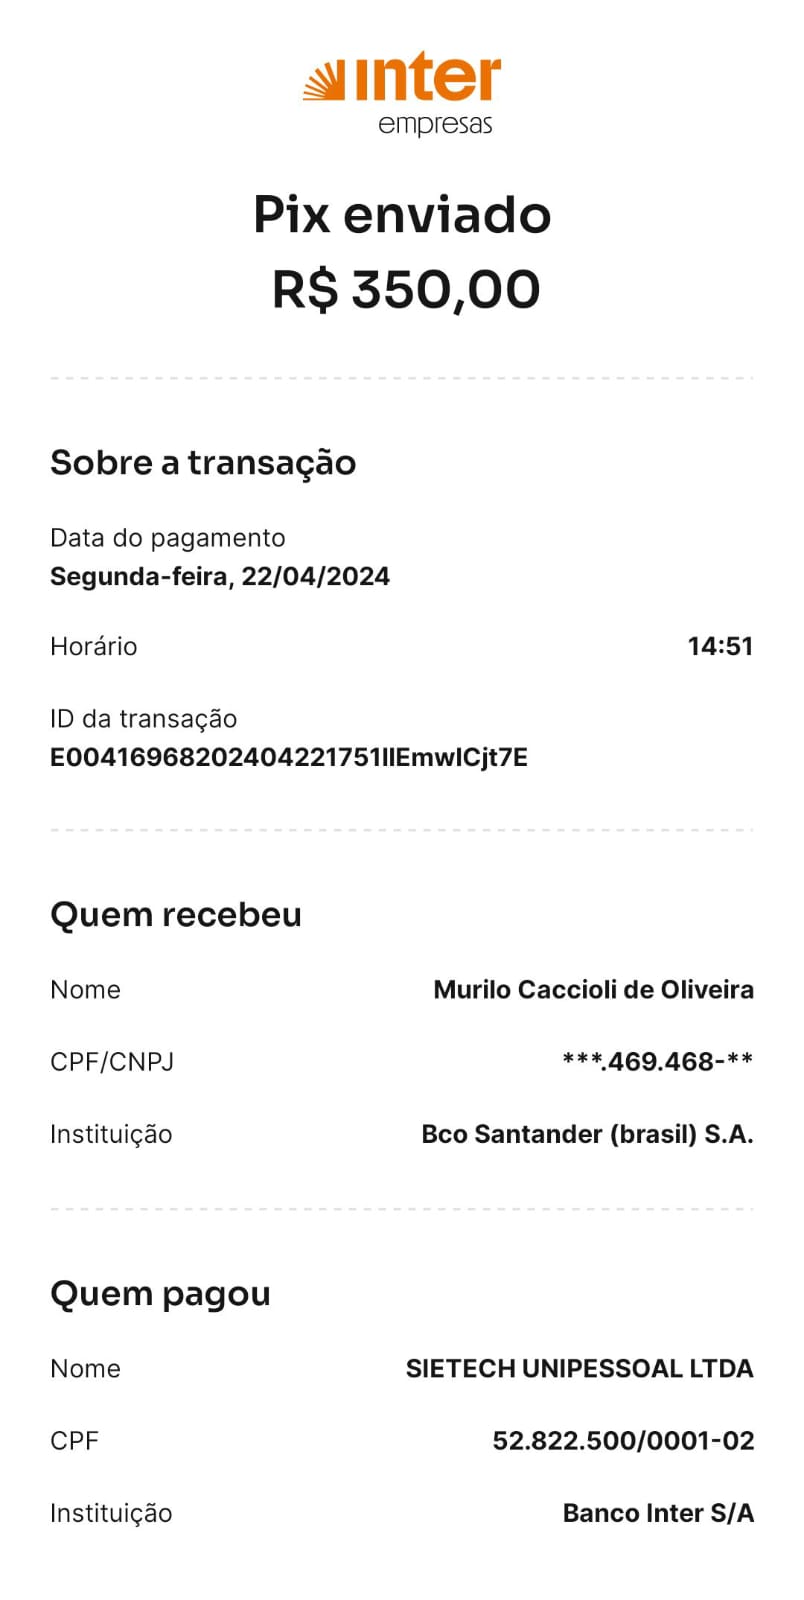 inter
empresas
Pix enviado
R$ 350,00
Sobre a transação
Data do pagamento
Segunda-feira, 22/04/2024
Horário 14:51
ID da transação
E00416968202404221751IIEmwICjt7E
Quem recebeu
Nome Murilo Caccioli de Oliveira
CPF/CNPJ ***.469.468-**
Instituição Bco Santander (brasil) S.A.
Quem pagou
Nome SIETECH UNIPESSOAL LTDA
CPF 52.822.500/0001-02
Instituição Banco Inter S/A